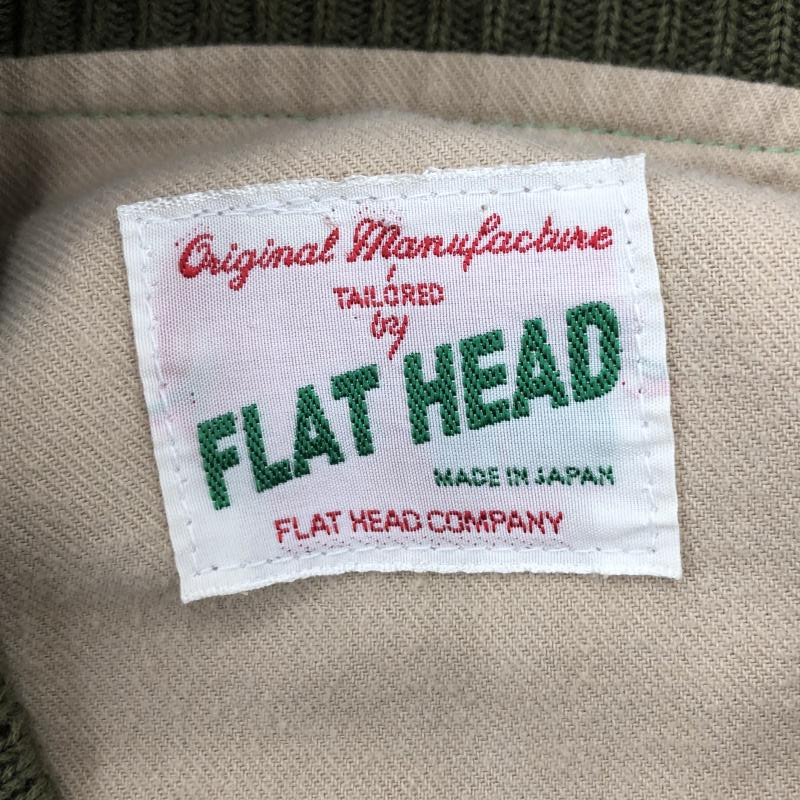 Original Manufacture
TAILORED
by
FLAT HEAD
MADE IN JAPAN
FLAT HEAD COMPANY